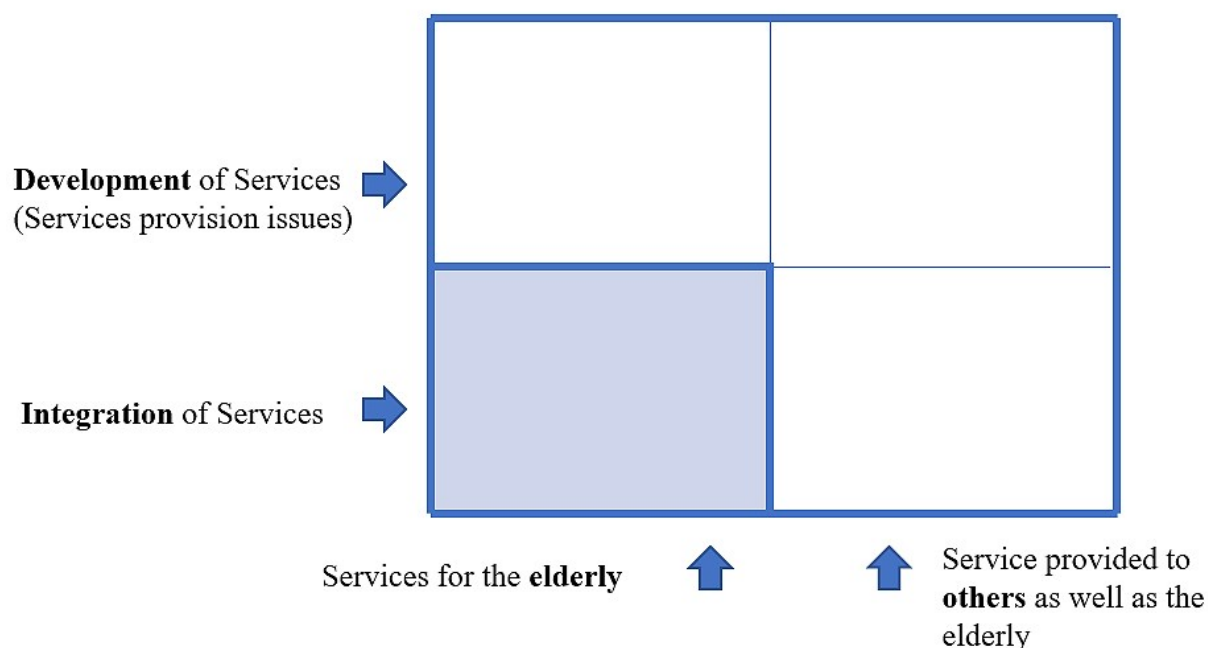 Development of Services
(Services provision issues)
Integration of Services
Services for the elderly
Service provided to
others as well as the
elderly